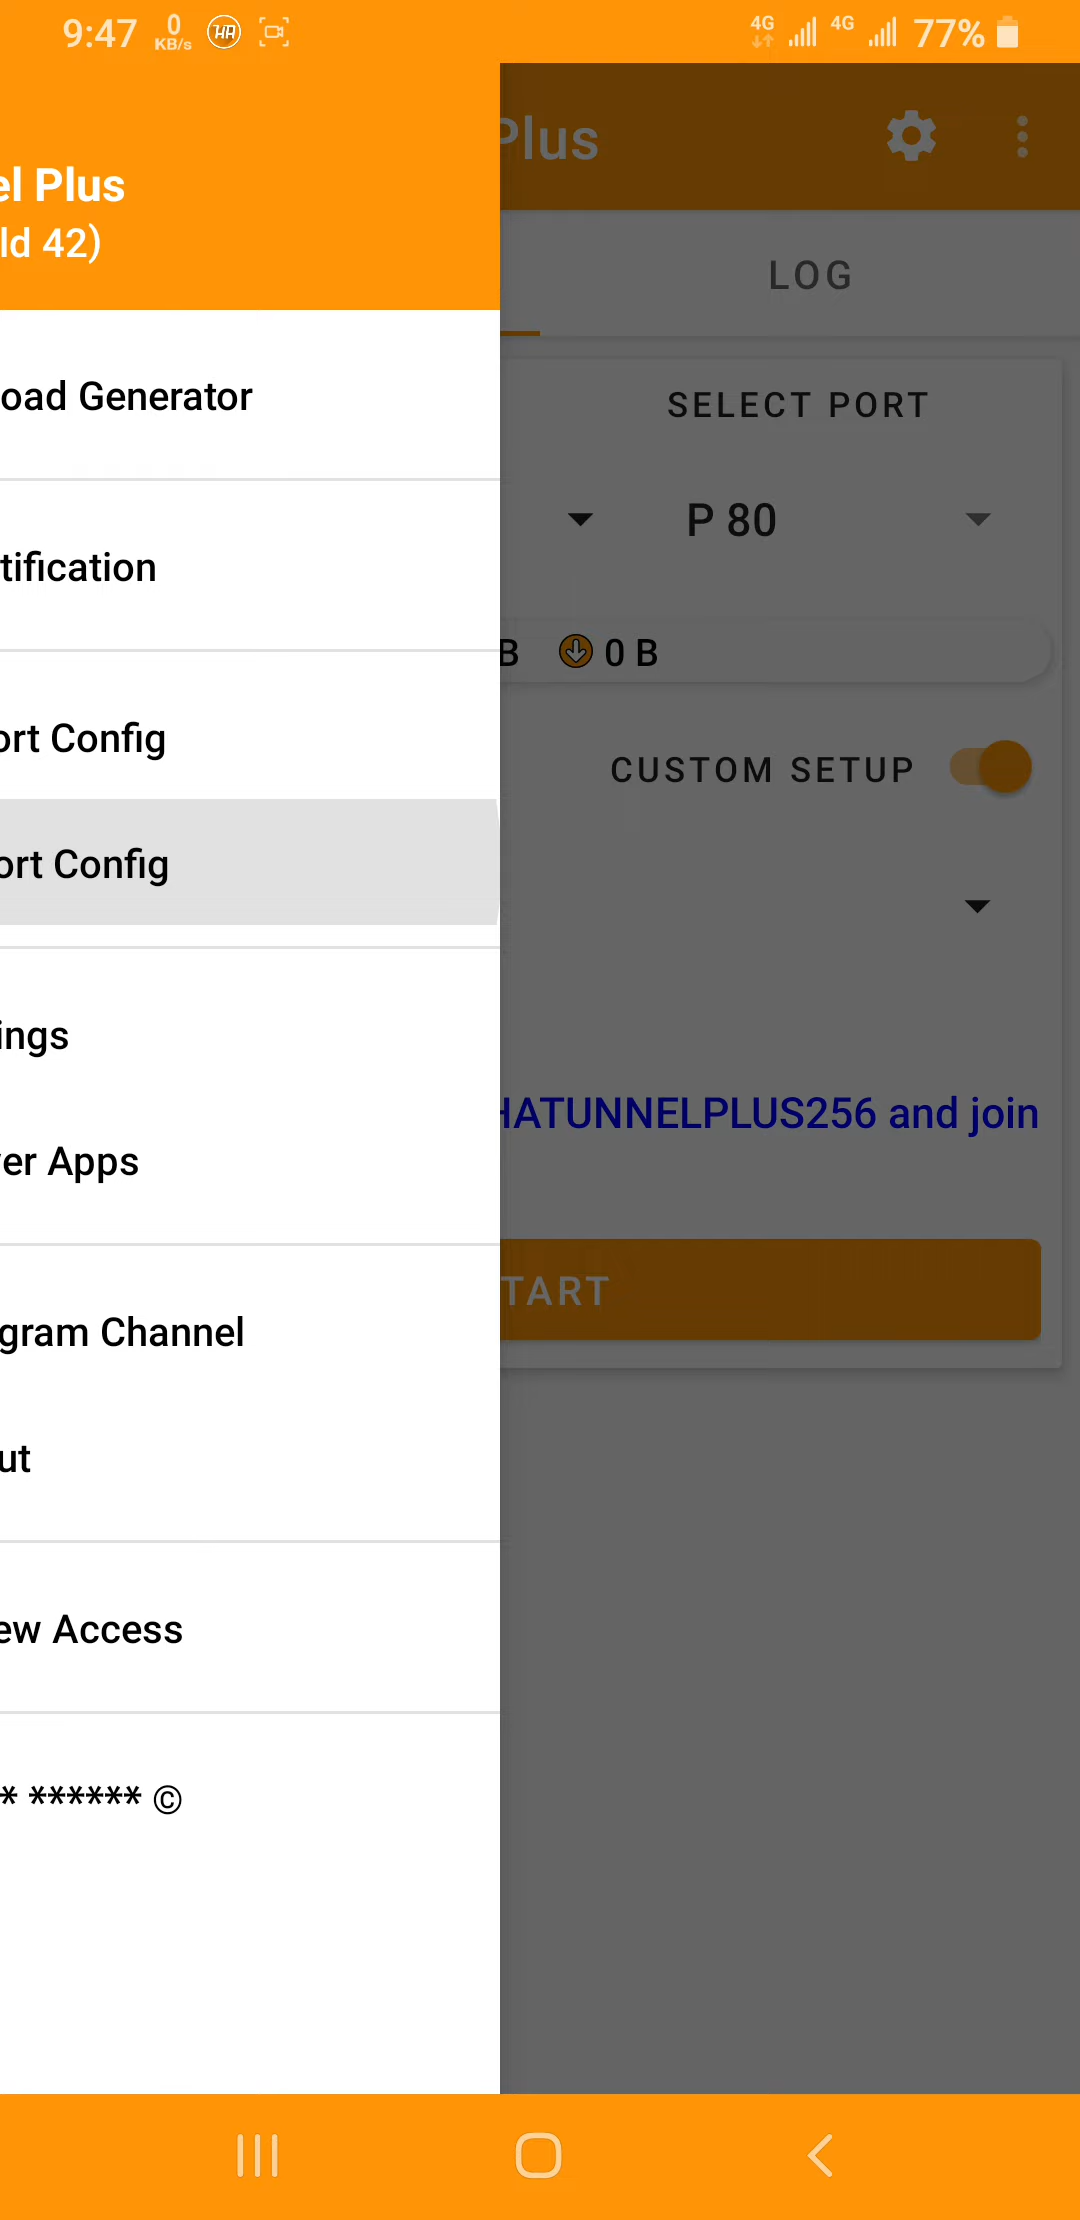 9:47 0 KB/s HA 4G 4G 77%
el Plus
ld 42)
Plus
LOG
oad Generator
SELECT PORT
P 80
tification
B 0 B
ort Config
CUSTOM SETUP
ort Config
ings
HATUNNELPLUS256 and join
er Apps
TART
gram Channel
ut
ew Access
* ****** ©